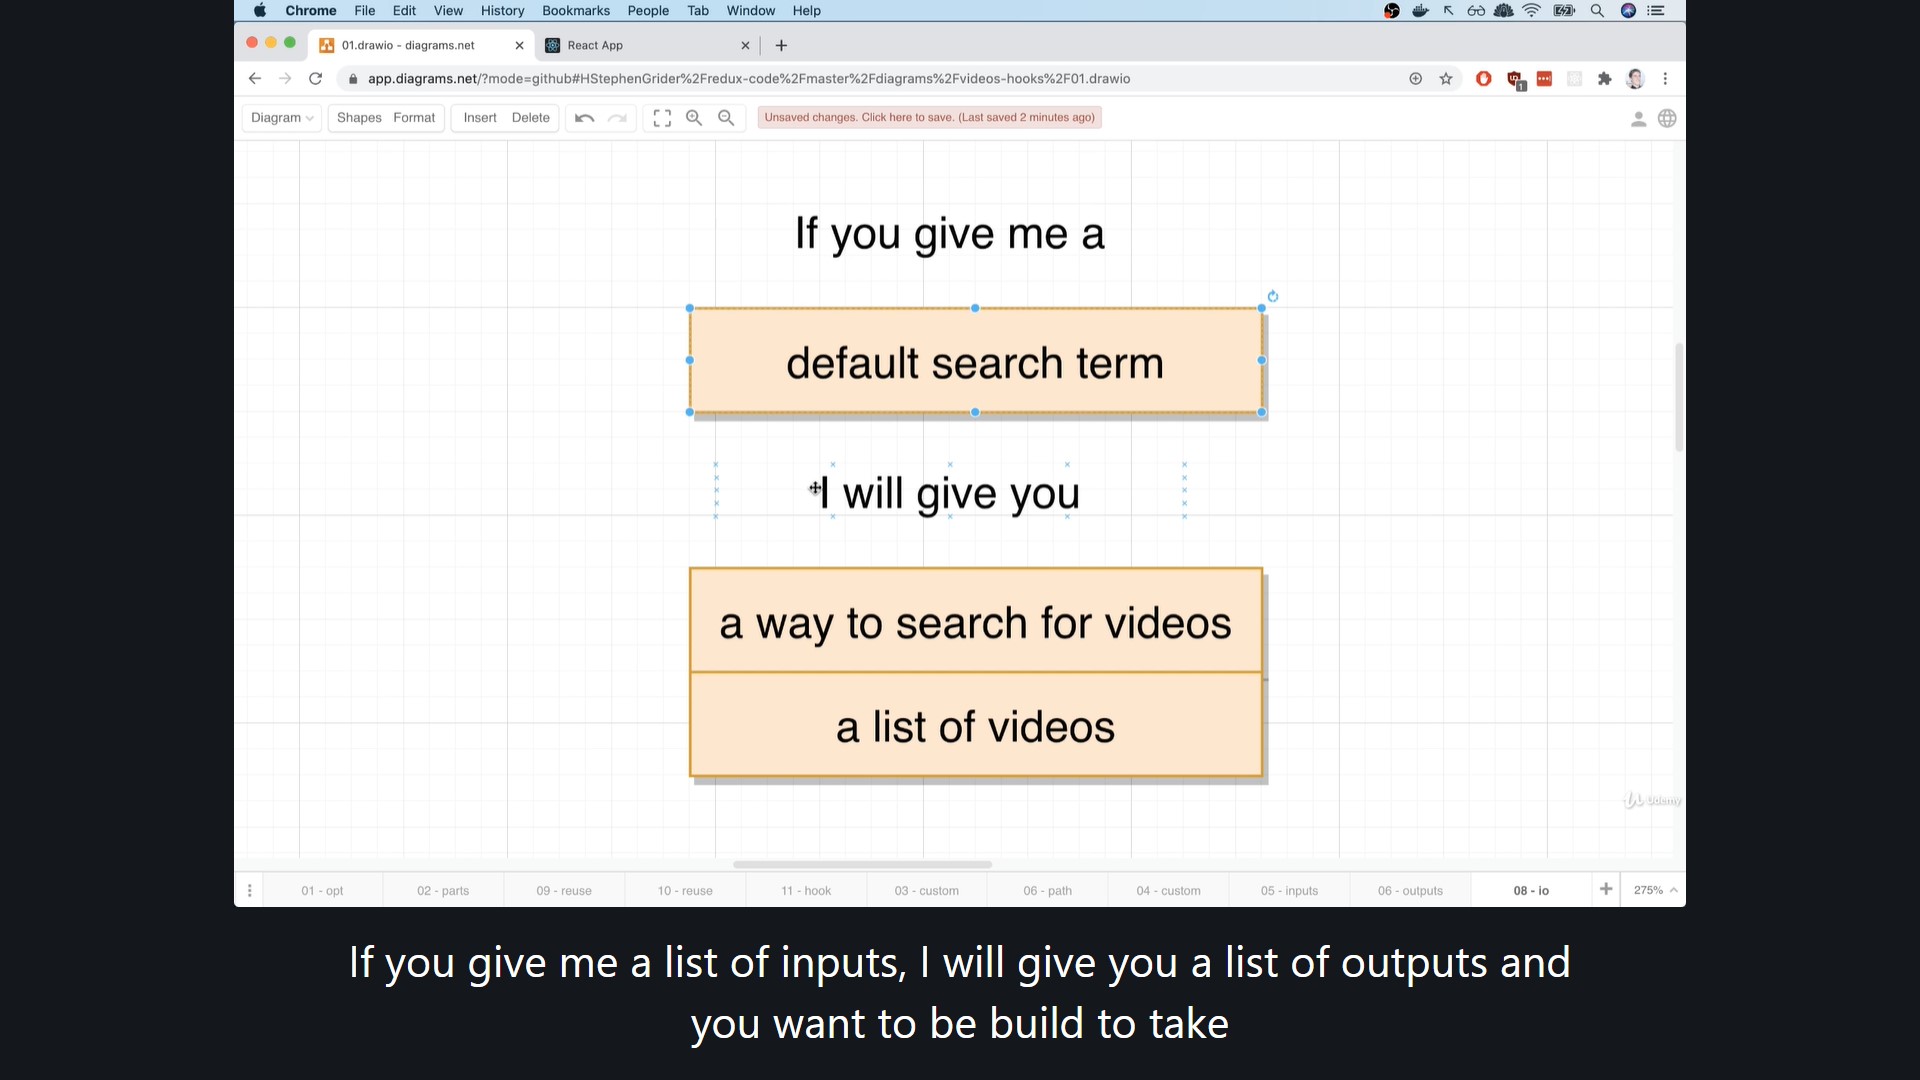 Chrome File Edit View History Bookmarks People Tab Window Help
01.drawio - diagrams.net
React App
app.diagrams.net/?mode=github#HStephenGrider%2Fredux-code%2Fmaster%2Fdiagrams%2Fvideos-hooks%2F01.drawio
1
Diagram Shapes Format Insert Delete Unsaved changes. Click here to save. (Last saved 2 minutes ago)
If you give me a
default search term
I will give you
a way to search for videos
a list of videos
Udemy
01 - opt 02 - parts 09 - reuse 10 - reuse 11 - hook 03 - custom 06 - path 04 - custom 05 - inputs 06 - outputs 08 - io 275%
If you give me a list of inputs, I will give you a list of outputs and
you want to be build to take